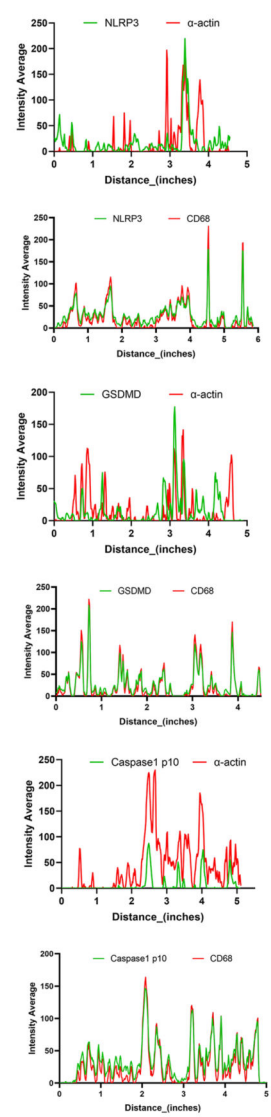 NLRP3 α-actin
Intensity Average
250
200
150
100
50
0
0 1 2 3 4 5
Distance_(inches)
NLRP3 CD68
Intensity Average
250
200
150
100
50
0
0 1 2 3 4 5 6
Distance_(inches)
GSDMD α-actin
Intensity Average
200
150
100
50
0
0 1 2 3 4 5
Distance_(inches)
GSDMD CD68
Intensity Average
250
200
150
100
50
0
0 1 2 3 4
Distance_(inches)
Caspase1 p10 α-actin
Intensity Average
250
200
150
100
50
0
0 1 2 3 4 5
Distance_(inches)
Caspase1 p10 CD68
Intensity Average
200
150
100
50
0
0 1 2 3 4 5
Distance_(inches)